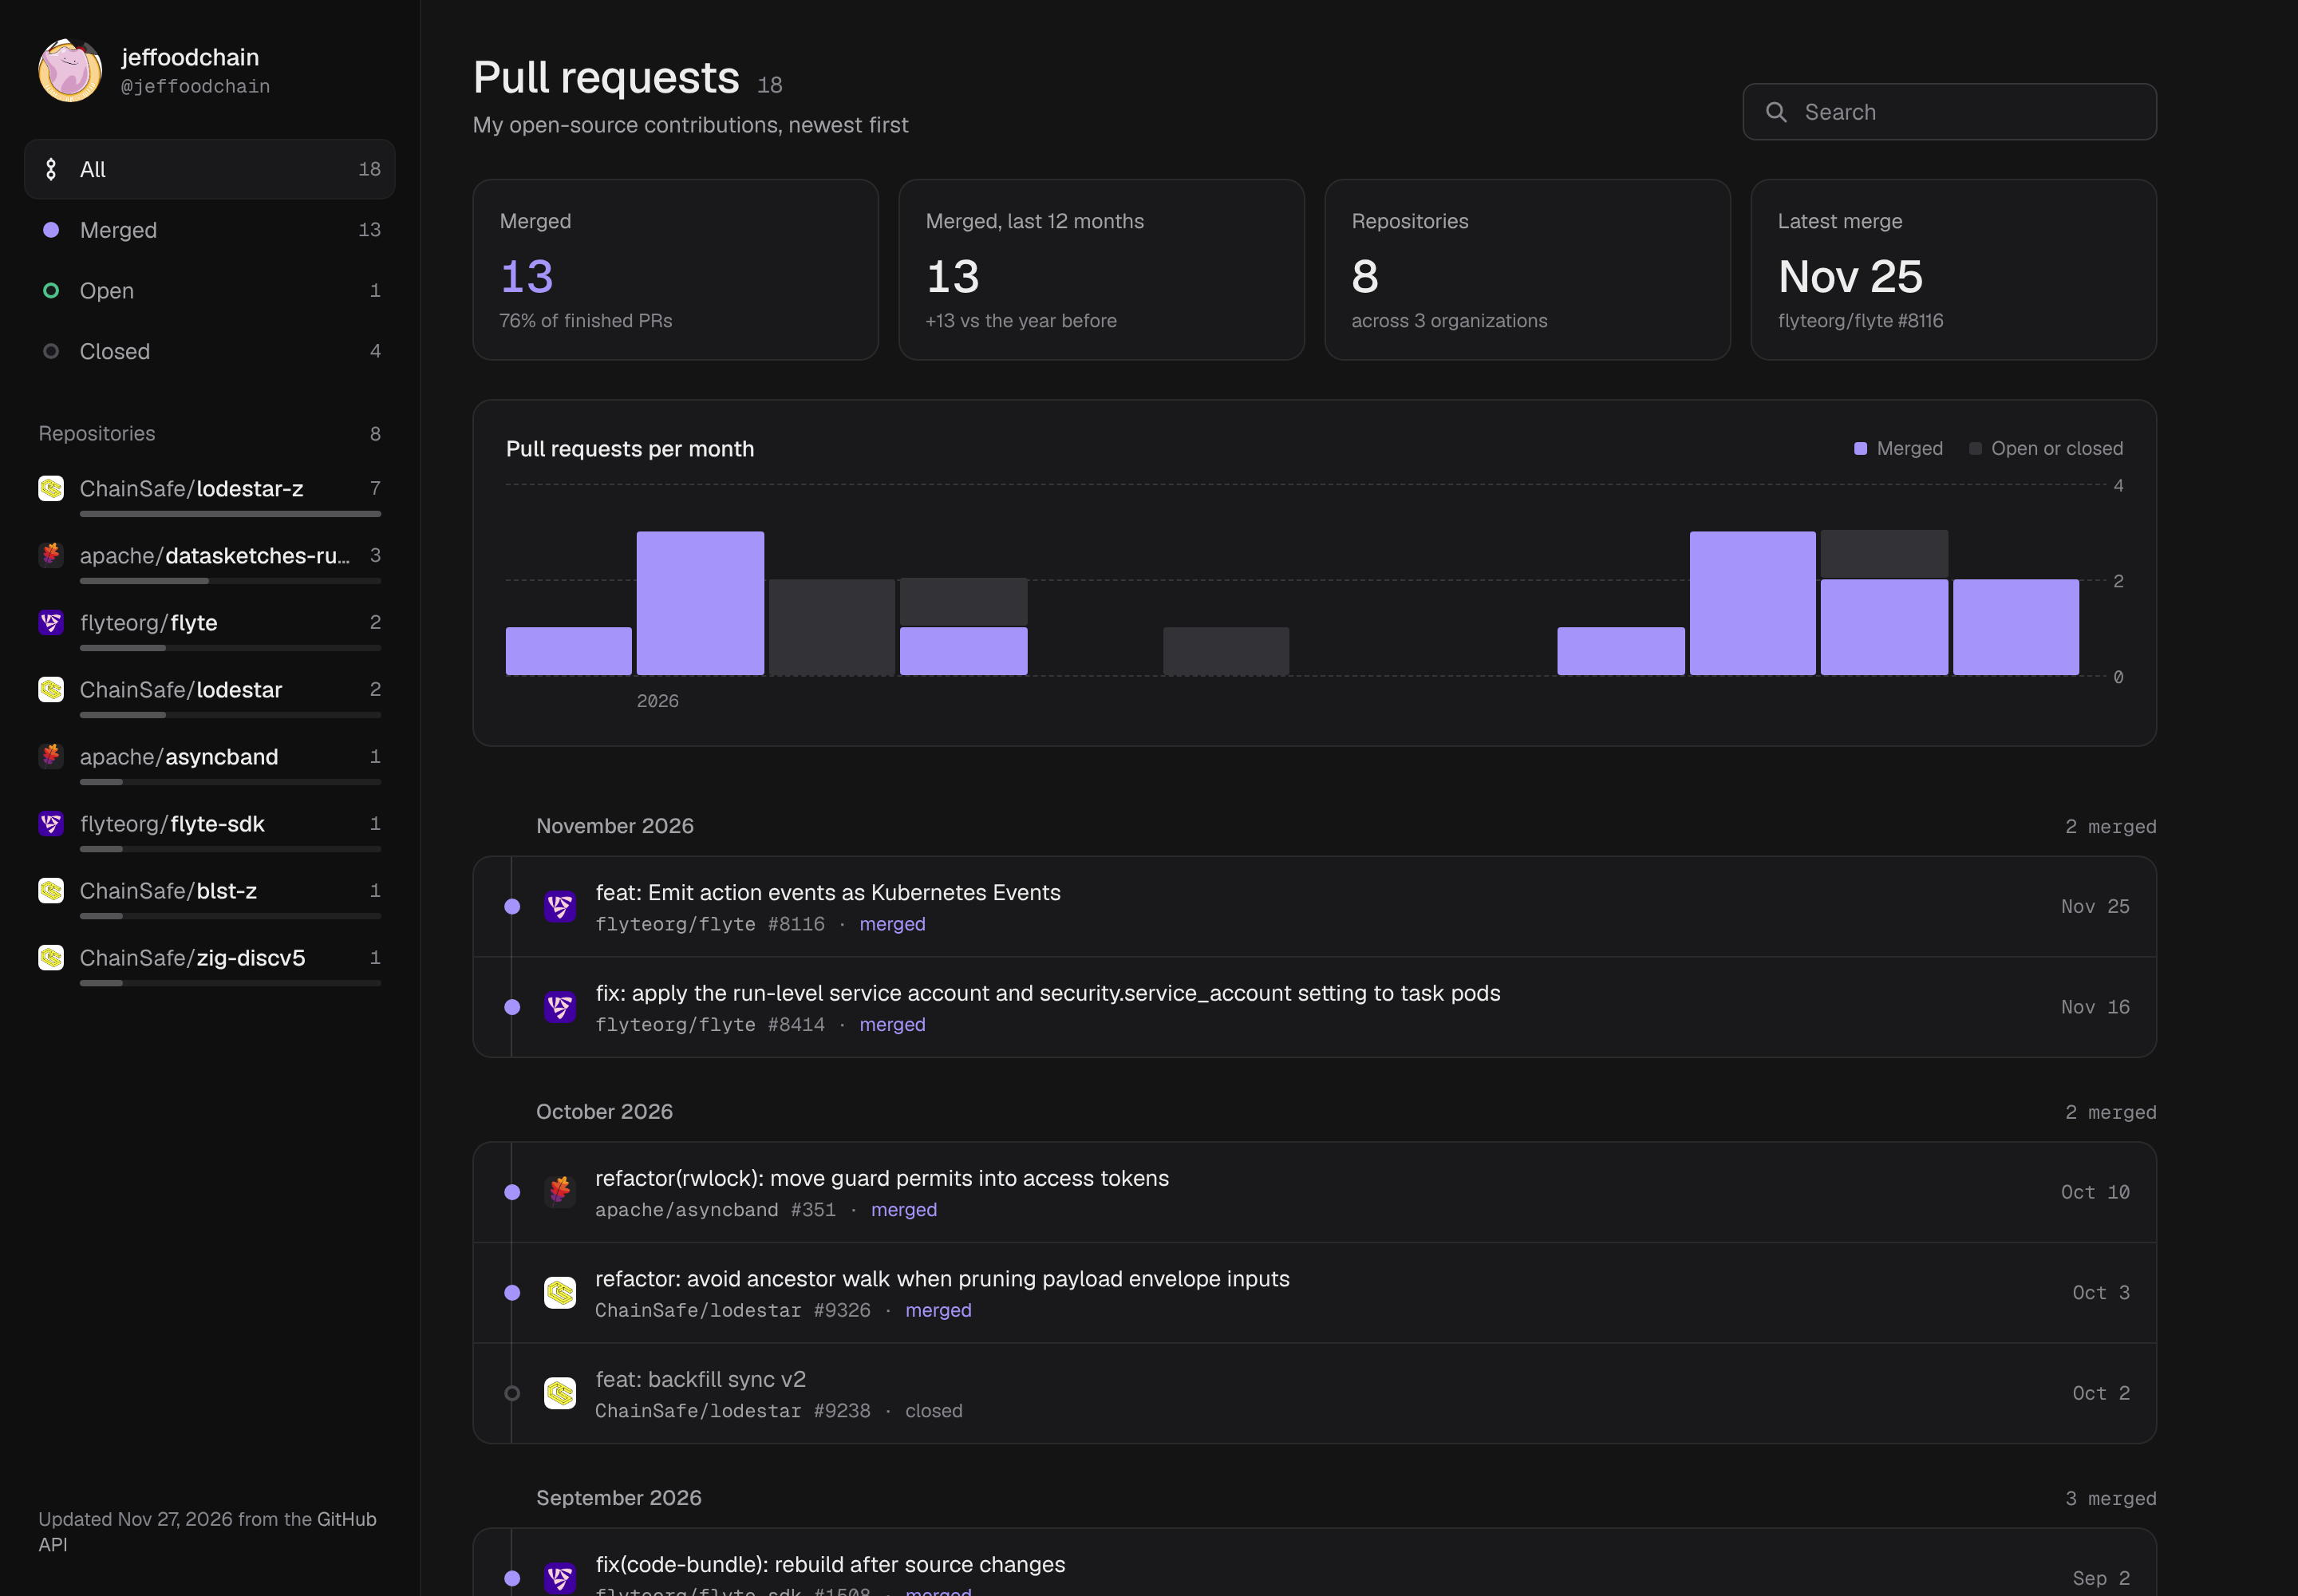 jeffoodchain
@jeffoodchain
All 18
Merged 13
Open 1
Closed 4
Repositories 8
ChainSafe/lodestar-z 7
apache/datasketches-ru... 3
flyteorg/flyte 2
ChainSafe/lodestar 2
apache/asyncband 1
flyteorg/flyte-sdk 1
ChainSafe/blst-z 1
ChainSafe/zig-discv5 1
Updated Nov 27, 2026 from the GitHub
API
Pull requests 18
My open-source contributions, newest first
Search
Merged
13
76% of finished PRs
Merged, last 12 months
13
+13 vs the year before
Repositories
8
across 3 organizations
Latest merge
Nov 25
flyteorg/flyte #8116
Pull requests per month
Merged
Open or closed
4
2
0
2026
November 2026 2 merged
feat: Emit action events as Kubernetes Events
flyteorg/flyte #8116 · merged
Nov 25
fix: apply the run-level service account and security.service_account setting to task pods
flyteorg/flyte #8414 · merged
Nov 16
October 2026 2 merged
refactor(rwlock): move guard permits into access tokens
apache/asyncband #351 · merged
Oct 10
refactor: avoid ancestor walk when pruning payload envelope inputs
ChainSafe/lodestar #9326 · merged
Oct 3
feat: backfill sync v2
ChainSafe/lodestar #9238 · closed
Oct 2
September 2026 3 merged
fix(code-bundle): rebuild after source changes
flyteorg/flyte-sdk #1508 · merged
Sep 2